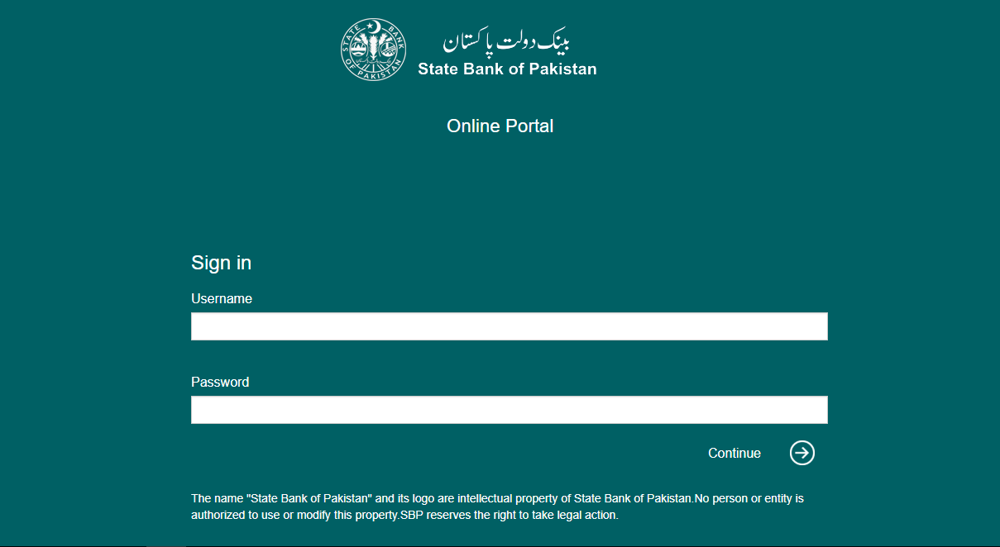 بینک دولت پاکستان
STATE BANK OF PAKISTAN
State Bank of Pakistan
Online Portal
Sign in
Username
Password
Continue
The name "State Bank of Pakistan" and its logo are intellectual property of State Bank of Pakistan.No person or entity is
authorized to use or modify this property.SBP reserves the right to take legal action.